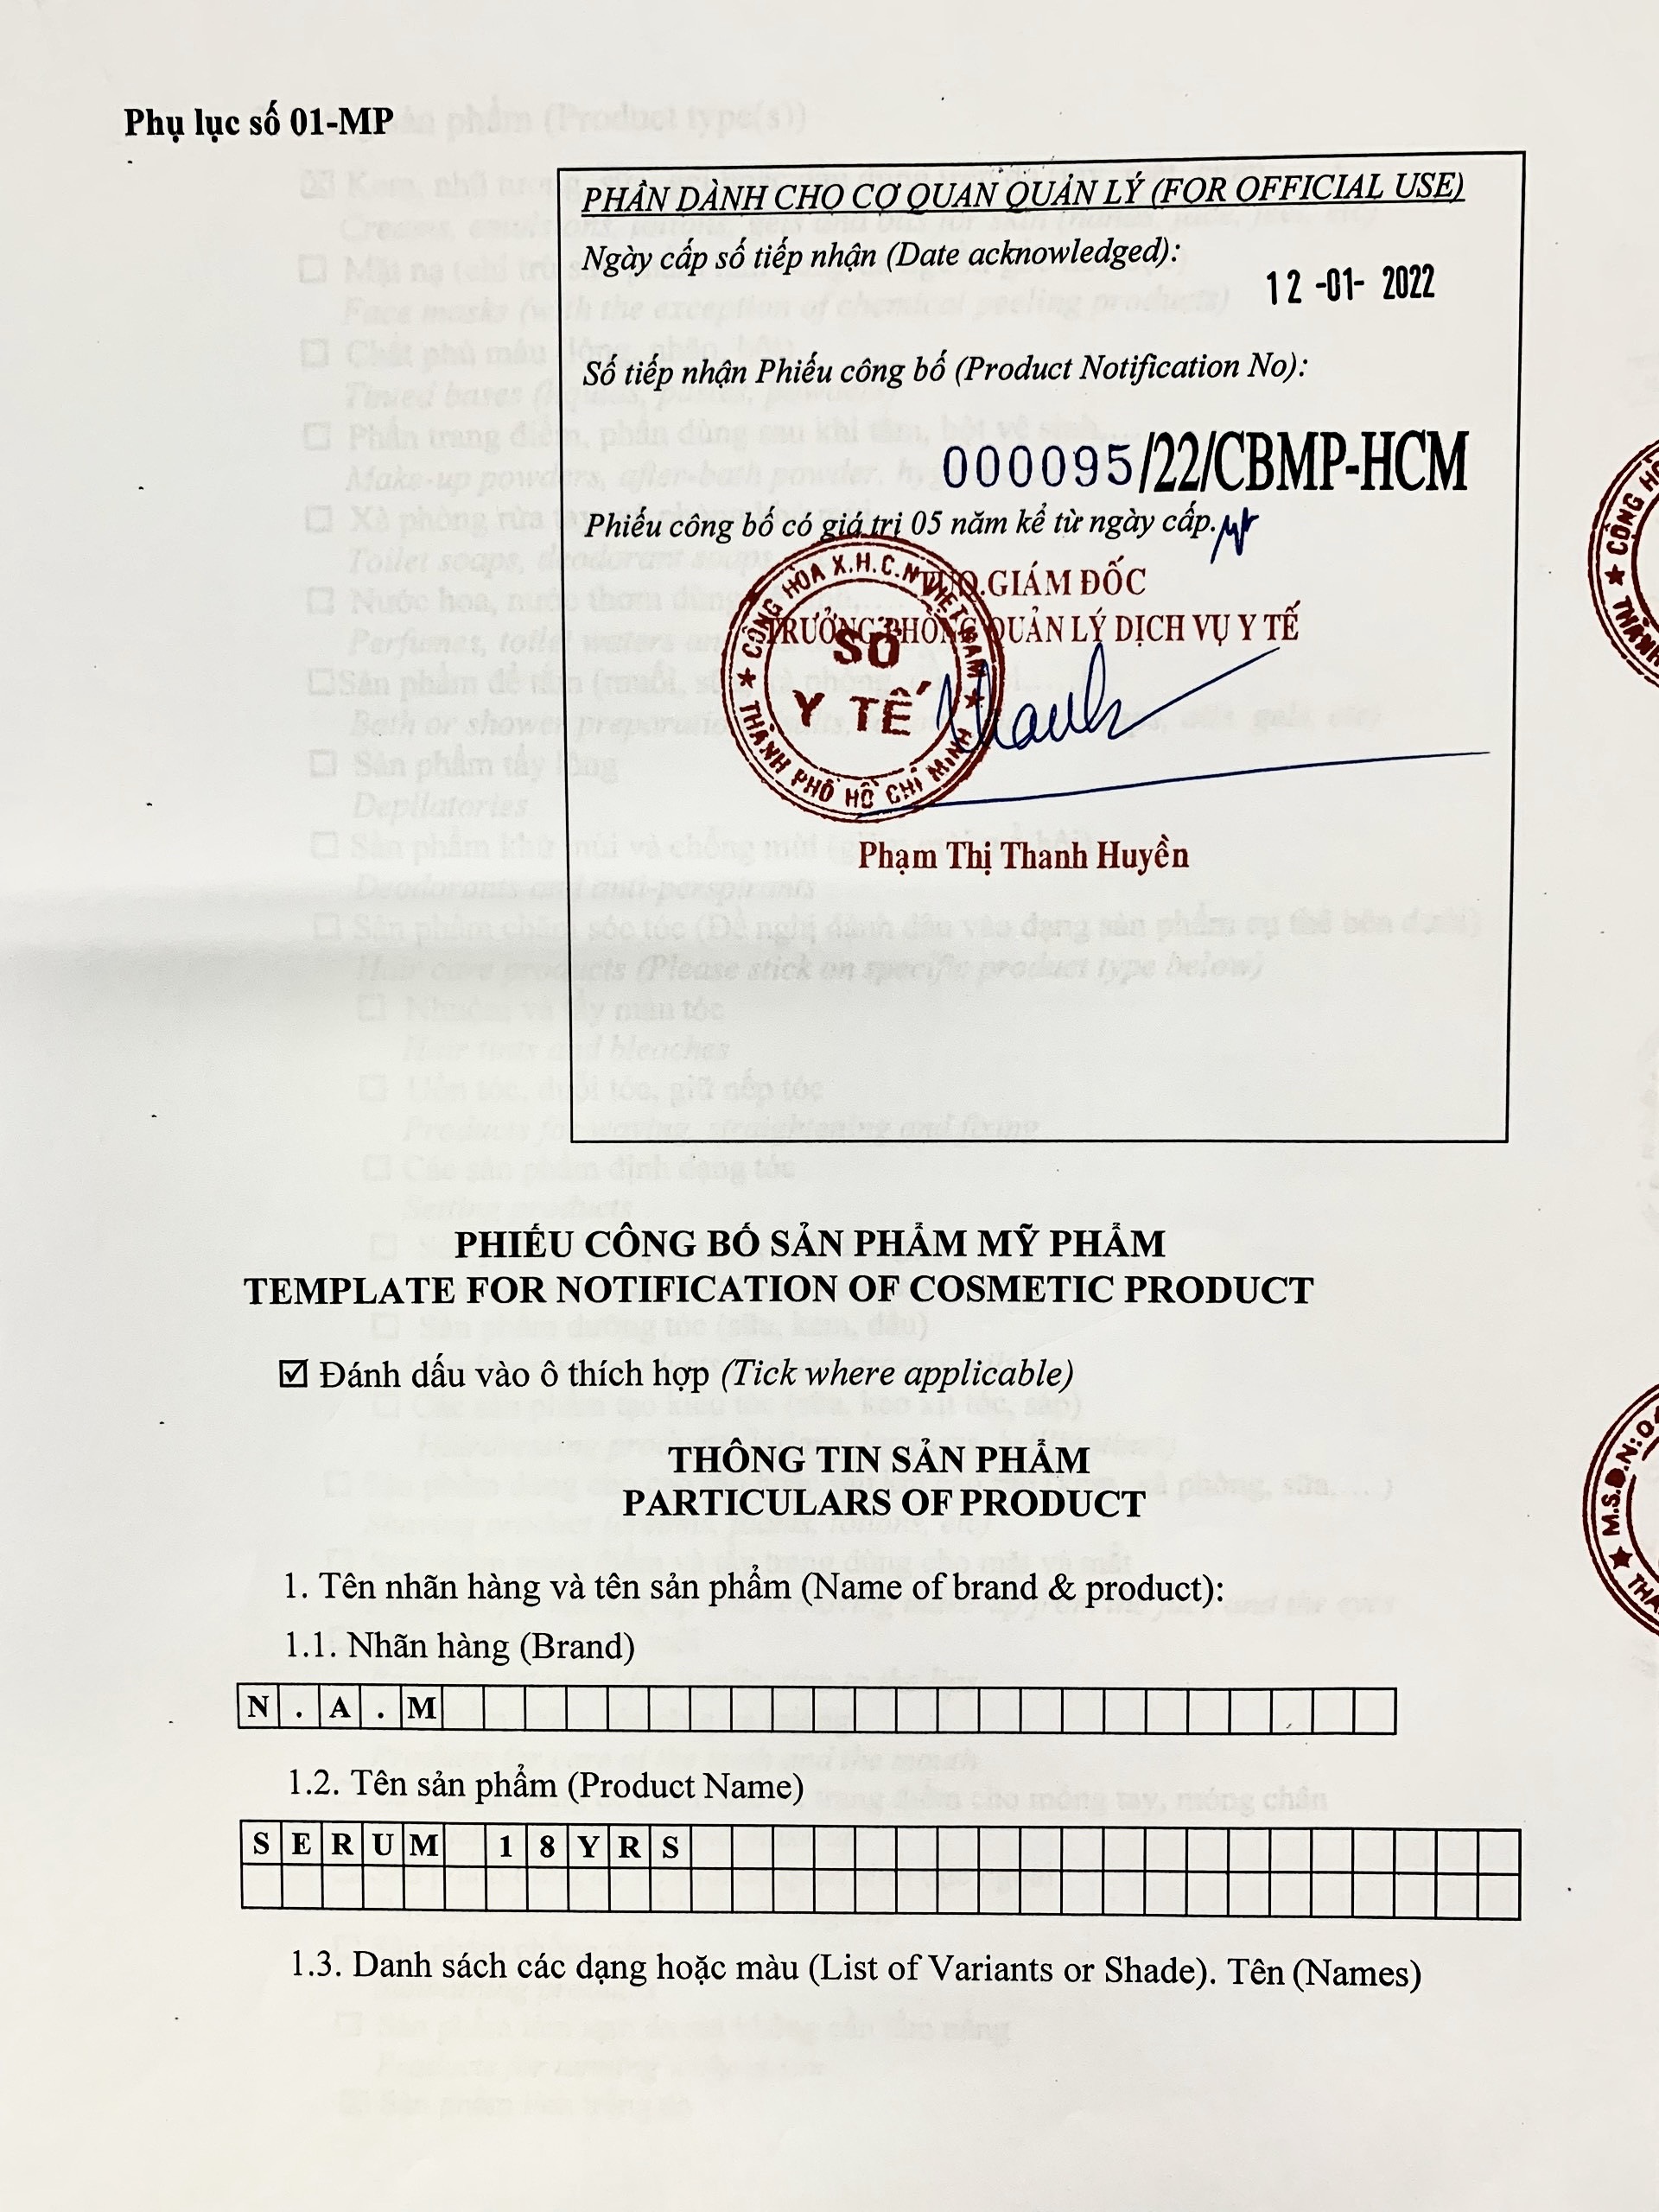 Phụ lục số 01-MP
PHẦN DÀNH CHO CƠ QUAN QUẢN LÝ (FOR OFFICIAL USE)
Ngày cấp số tiếp nhận (Date acknowledged):
12 -01- 2022
Số tiếp nhận Phiếu công bố (Product Notification No):
000095/22/CBMP-HCM
Phiếu công bố có giá trị 05 năm kể từ ngày cấp.
TUQ.GIÁM ĐỐC
TRƯỞNG PHÒNG QUẢN LÝ DỊCH VỤ Y TẾ
CỘNG HÒA X.H.C.N VIỆT NAM
SỞ
Y TẾ
THÀNH PHỐ HỒ CHÍ MINH
Phạm Thị Thanh Huyền
PHIẾU CÔNG BỐ SẢN PHẨM MỸ PHẨM
TEMPLATE FOR NOTIFICATION OF COSMETIC PRODUCT
☑ Đánh dấu vào ô thích hợp (Tick where applicable)
THÔNG TIN SẢN PHẨM
PARTICULARS OF PRODUCT
1. Tên nhãn hàng và tên sản phẩm (Name of brand & product):
1.1. Nhãn hàng (Brand)
N.A.M
1.2. Tên sản phẩm (Product Name)
SERUM 18YRS
1.3. Danh sách các dạng hoặc màu (List of Variants or Shade). Tên (Names)